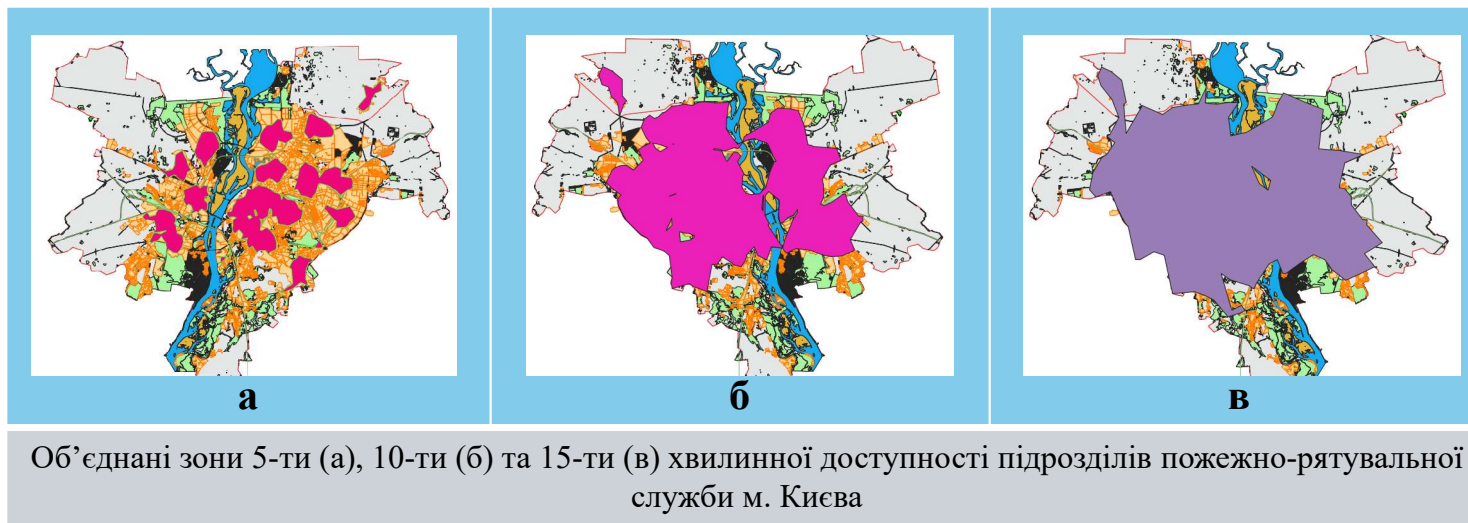 а
б
в
Об’єднані зони 5-ти (а), 10-ти (б) та 15-ти (в) хвилинної доступності підрозділів пожежно-рятувальної
служби м. Києва